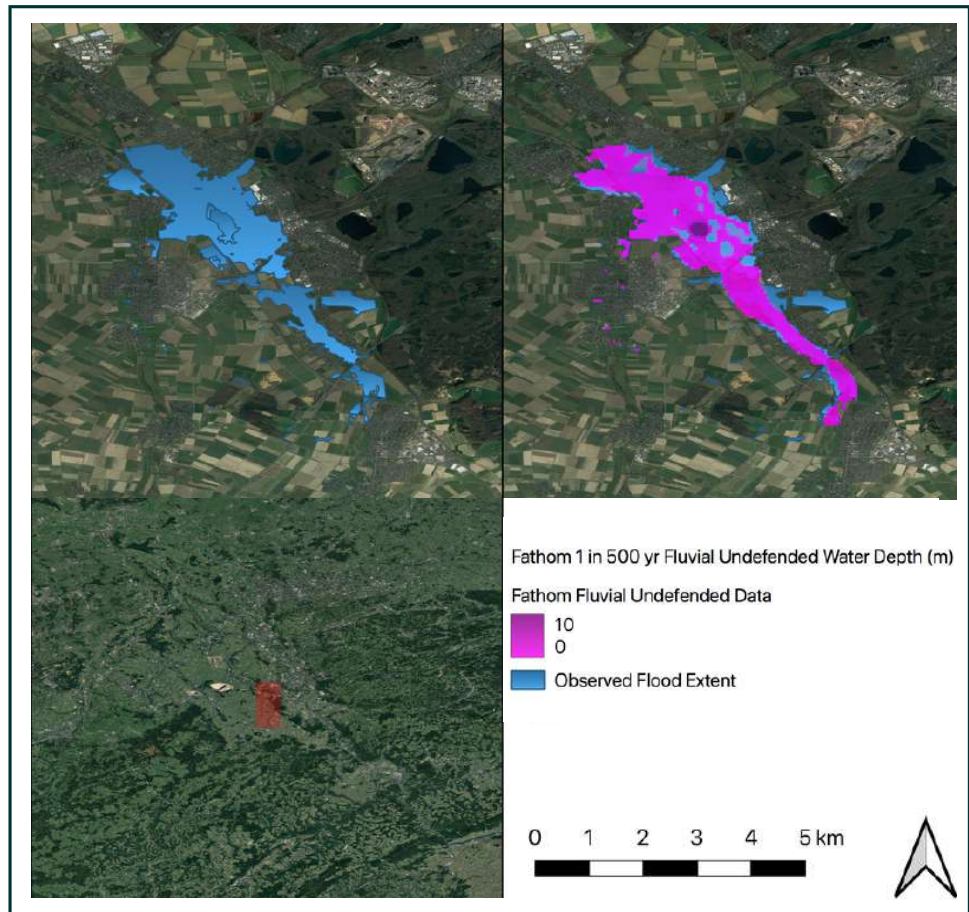 Fathom 1 in 500 yr Fluvial Undefended Water Depth (m)
Fathom Fluvial Undefended Data
10
0
Observed Flood Extent
0 1 2 3 4 5 km